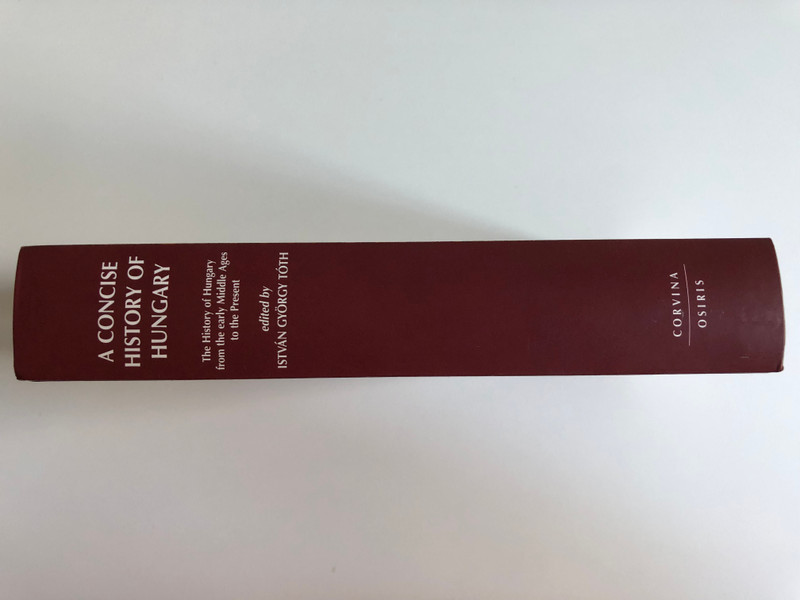 A CONCISE
HISTORY OF
HUNGARY
The History of Hungary
from the early Middle Ages
to the Present
edited by
ISTVÁN GYÖRGY TÓTH
CORVINA
OSIRIS